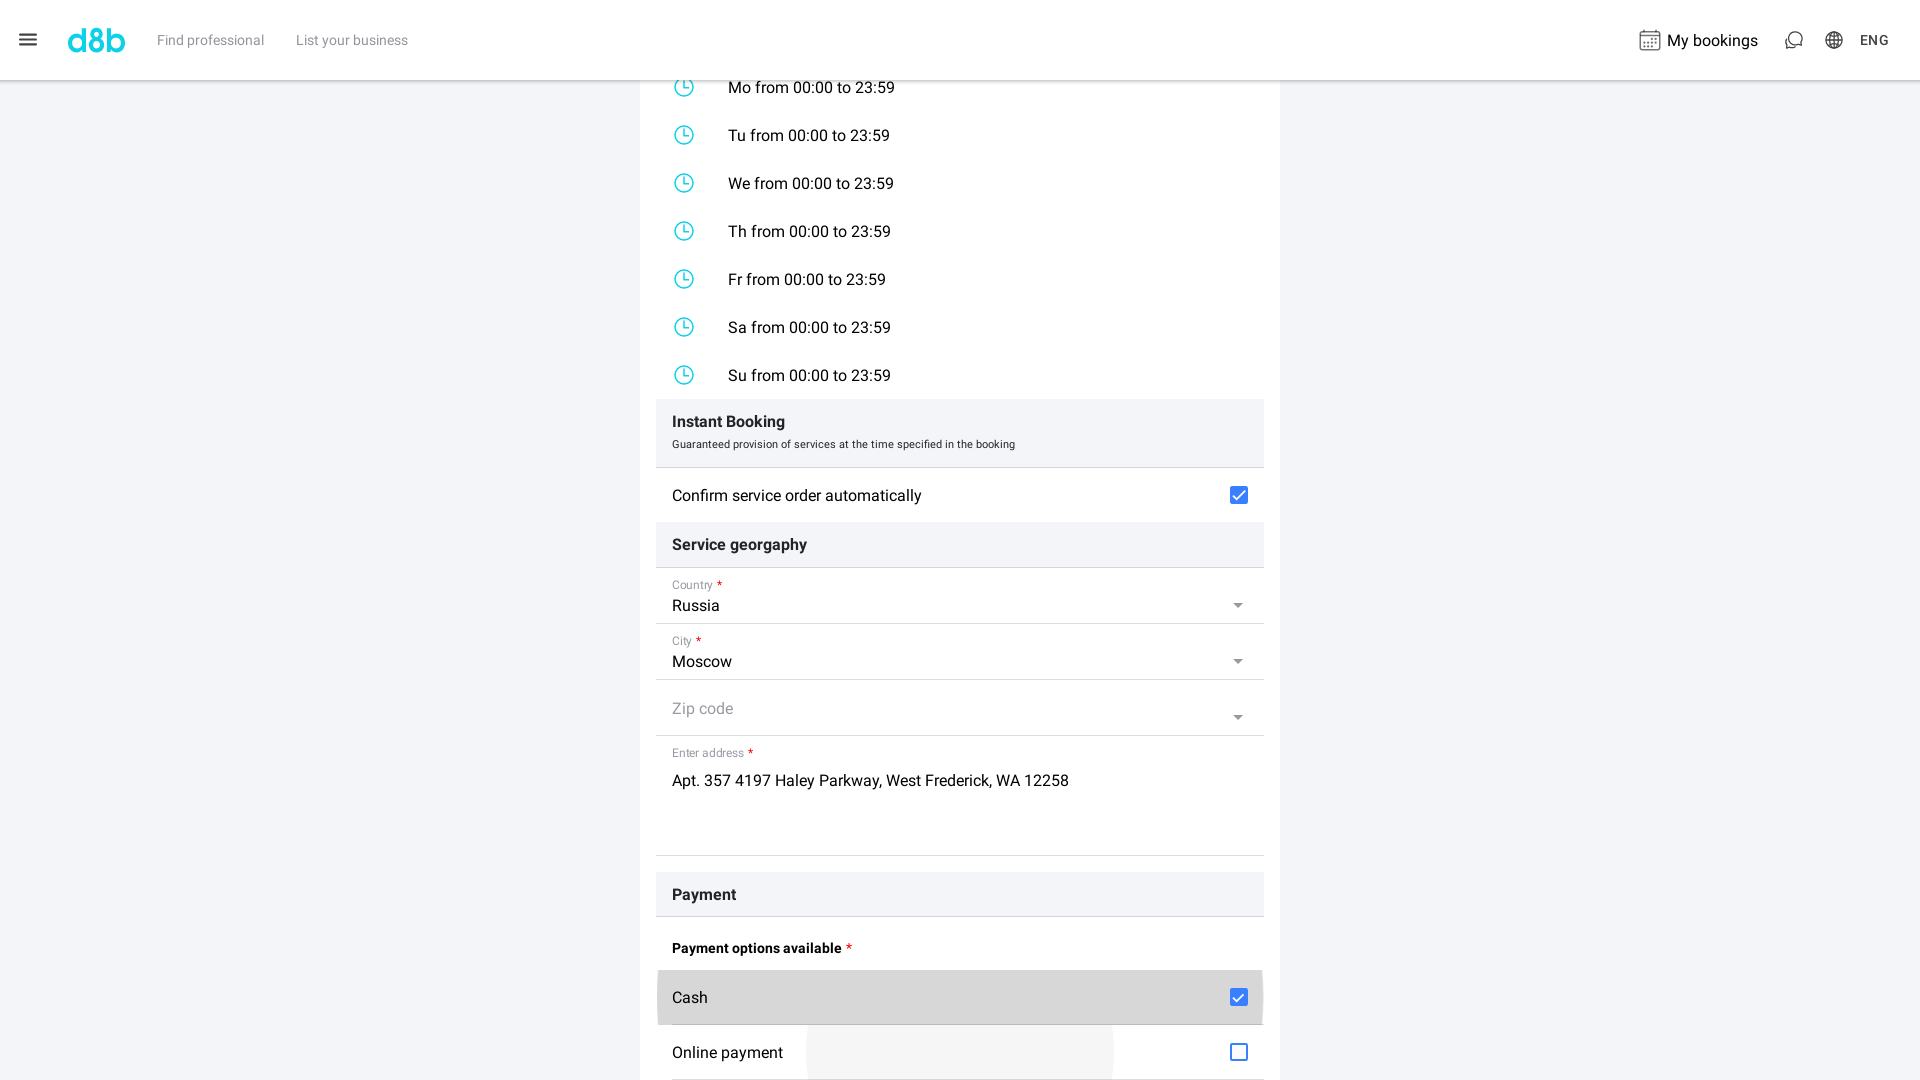 d8b
Find professional
List your business
My bookings
ENG
Mo from 00:00 to 23:59
Tu from 00:00 to 23:59
We from 00:00 to 23:59
Th from 00:00 to 23:59
Fr from 00:00 to 23:59
Sa from 00:00 to 23:59
Su from 00:00 to 23:59
Instant Booking
Guaranteed provision of services at the time specified in the booking
Confirm service order automatically
Service georgaphy
Country *
Russia
City *
Moscow
Zip code
Enter address *
Apt. 357 4197 Haley Parkway, West Frederick, WA 12258
Payment
Payment options available *
Cash
Online payment